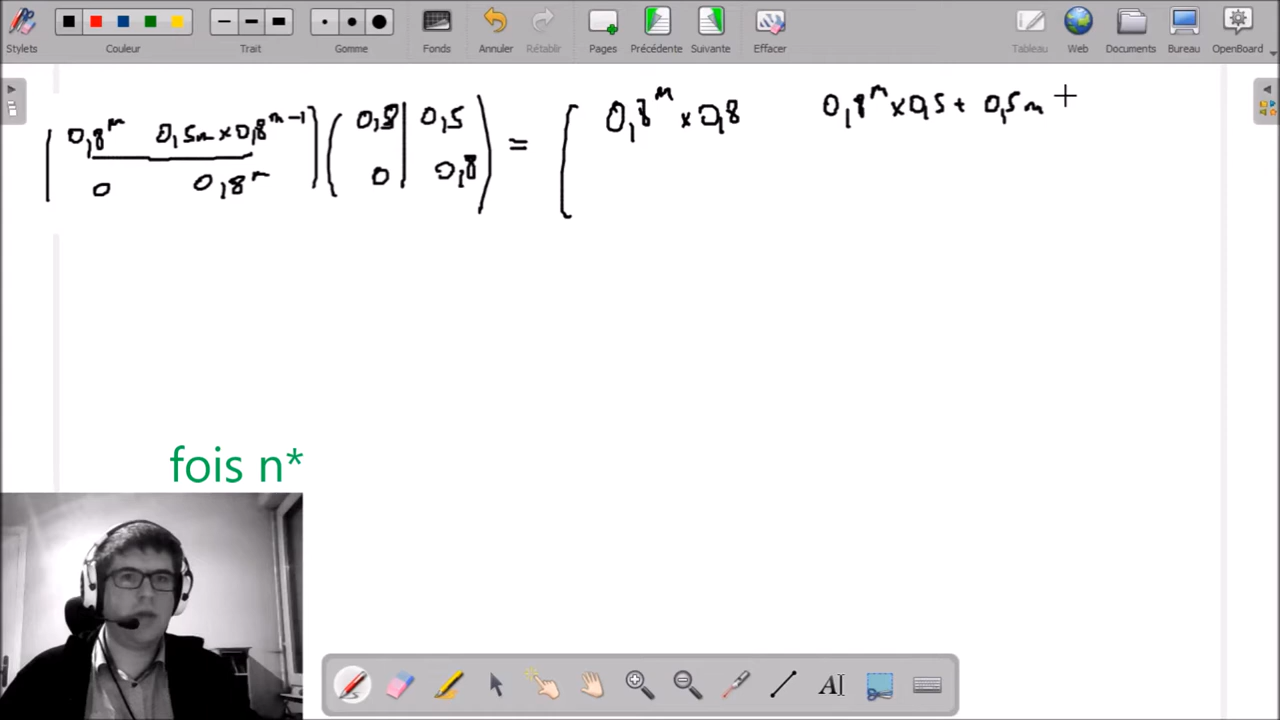 Stylets Couleur Trait Gomme Fonds Annuler Rétablir Pages Précédente Suivante Effacer Tableau Web Documents Bureau OpenBoard
0,8ⁿ 0,5n×0,8ⁿ⁻¹ 0,8 0,5 = 0,8ⁿ×0,8 0,8ⁿ×0,5 + 0,5n
0 0,8ⁿ 0 0,8
fois n*